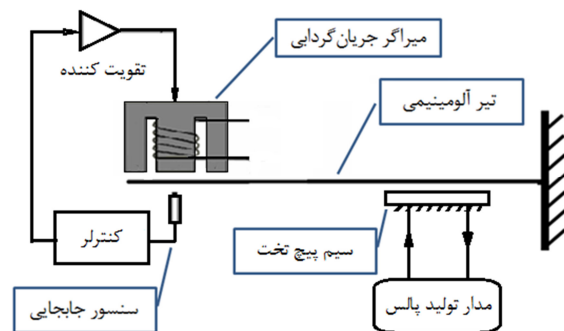 میراگر جریان‌گردابی
تقویت کننده
تیر آلومینیمی
کنترلر
سیم پیچ تخت
سنسور جابجایی
مدار تولید پالس